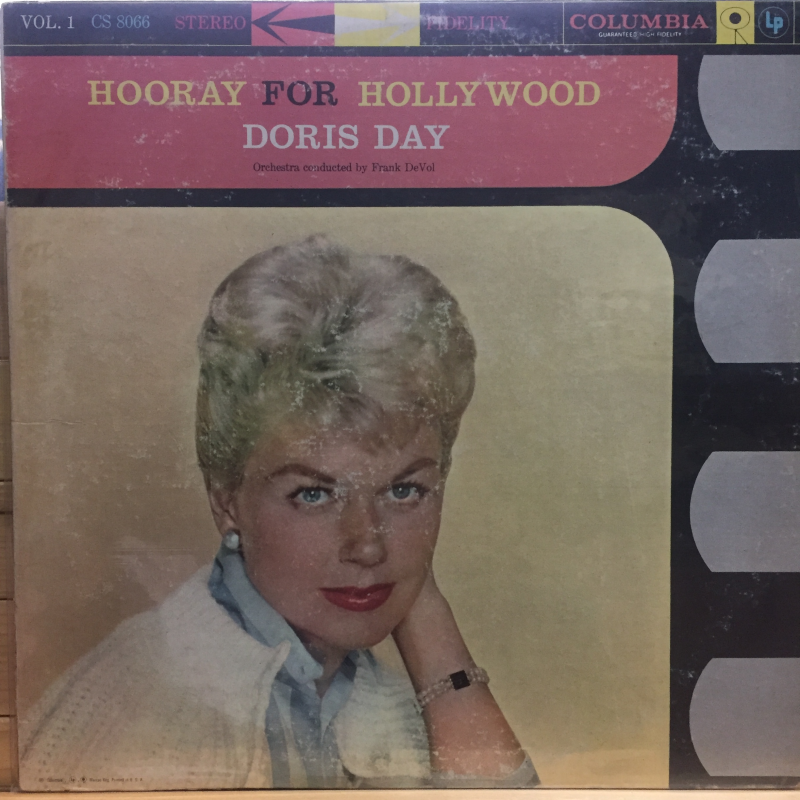 VOL. 1 CS 8066 STEREO FIDELITY COLUMBIA Lp
GUARANTEED HIGH FIDELITY
HOORAY FOR HOLLYWOOD
DORIS DAY
Orchestra conducted by Frank DeVol